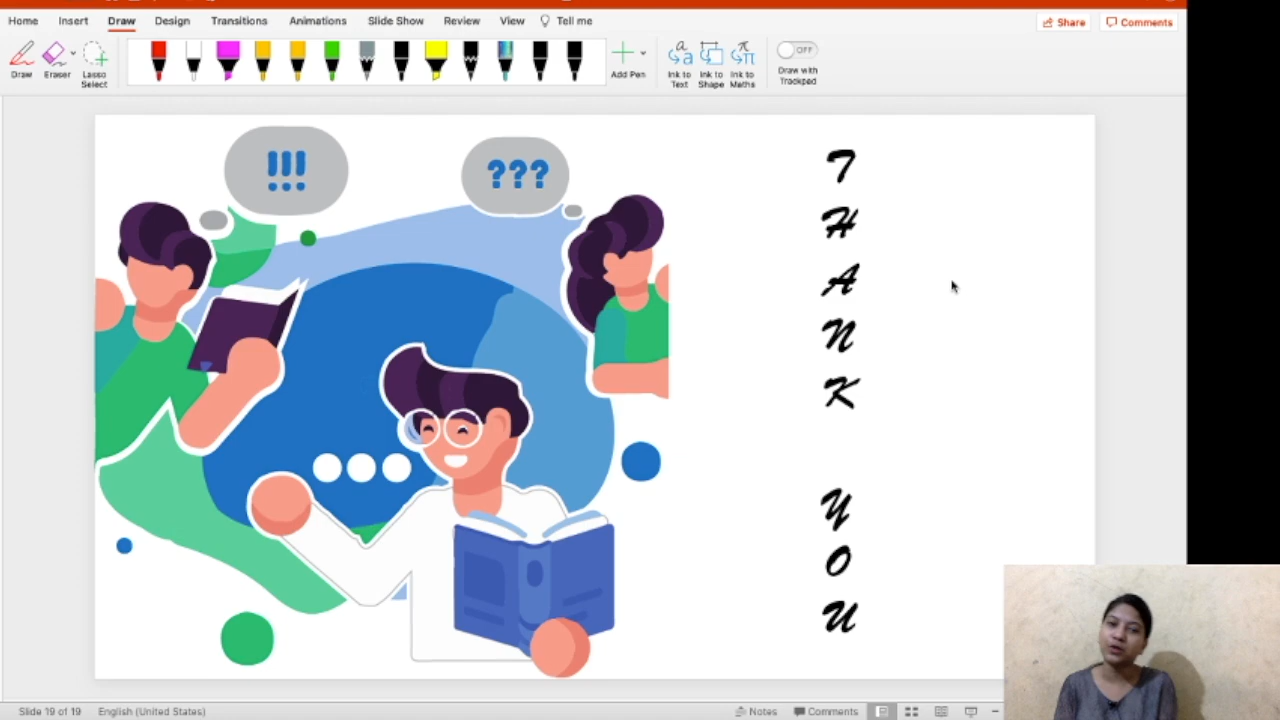 Home Insert Draw Design Transitions Animations Slide Show Review View Tell me Share Comments
Draw Eraser Lasso Select Add Pen Ink to Text Ink to Shape Ink to Maths OFF Draw with Trackpad
!!! ???
T
H
A
N
K
Y
O
U
Slide 19 of 19 English (United States) Notes Comments